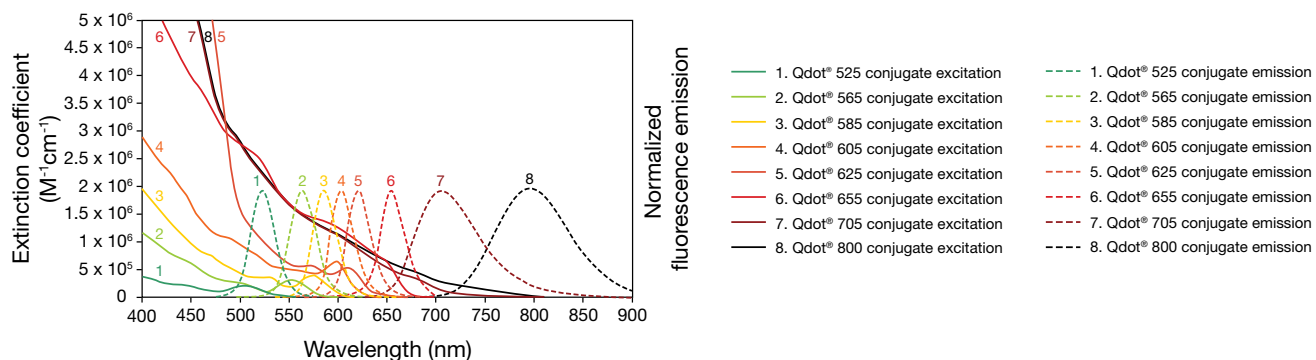 Extinction coefficient
(M⁻¹cm⁻¹)
5 x 10⁶
4.5 x 10⁶
4 x 10⁶
3.5 x 10⁶
3 x 10⁶
2.5 x 10⁶
2 x 10⁶
1.5 x 10⁶
1 x 10⁶
5 x 10⁵
0
6 7 8 5
4
3
2
1
1 2 3 4 5 6 7 8
400 450 500 550 600 650 700 750 800 850 900
Wavelength (nm)
Normalized
fluorescence emission
1. Qdot® 525 conjugate excitation
2. Qdot® 565 conjugate excitation
3. Qdot® 585 conjugate excitation
4. Qdot® 605 conjugate excitation
5. Qdot® 625 conjugate excitation
6. Qdot® 655 conjugate excitation
7. Qdot® 705 conjugate excitation
8. Qdot® 800 conjugate excitation
1. Qdot® 525 conjugate emission
2. Qdot® 565 conjugate emission
3. Qdot® 585 conjugate emission
4. Qdot® 605 conjugate emission
5. Qdot® 625 conjugate emission
6. Qdot® 655 conjugate emission
7. Qdot® 705 conjugate emission
8. Qdot® 800 conjugate emission